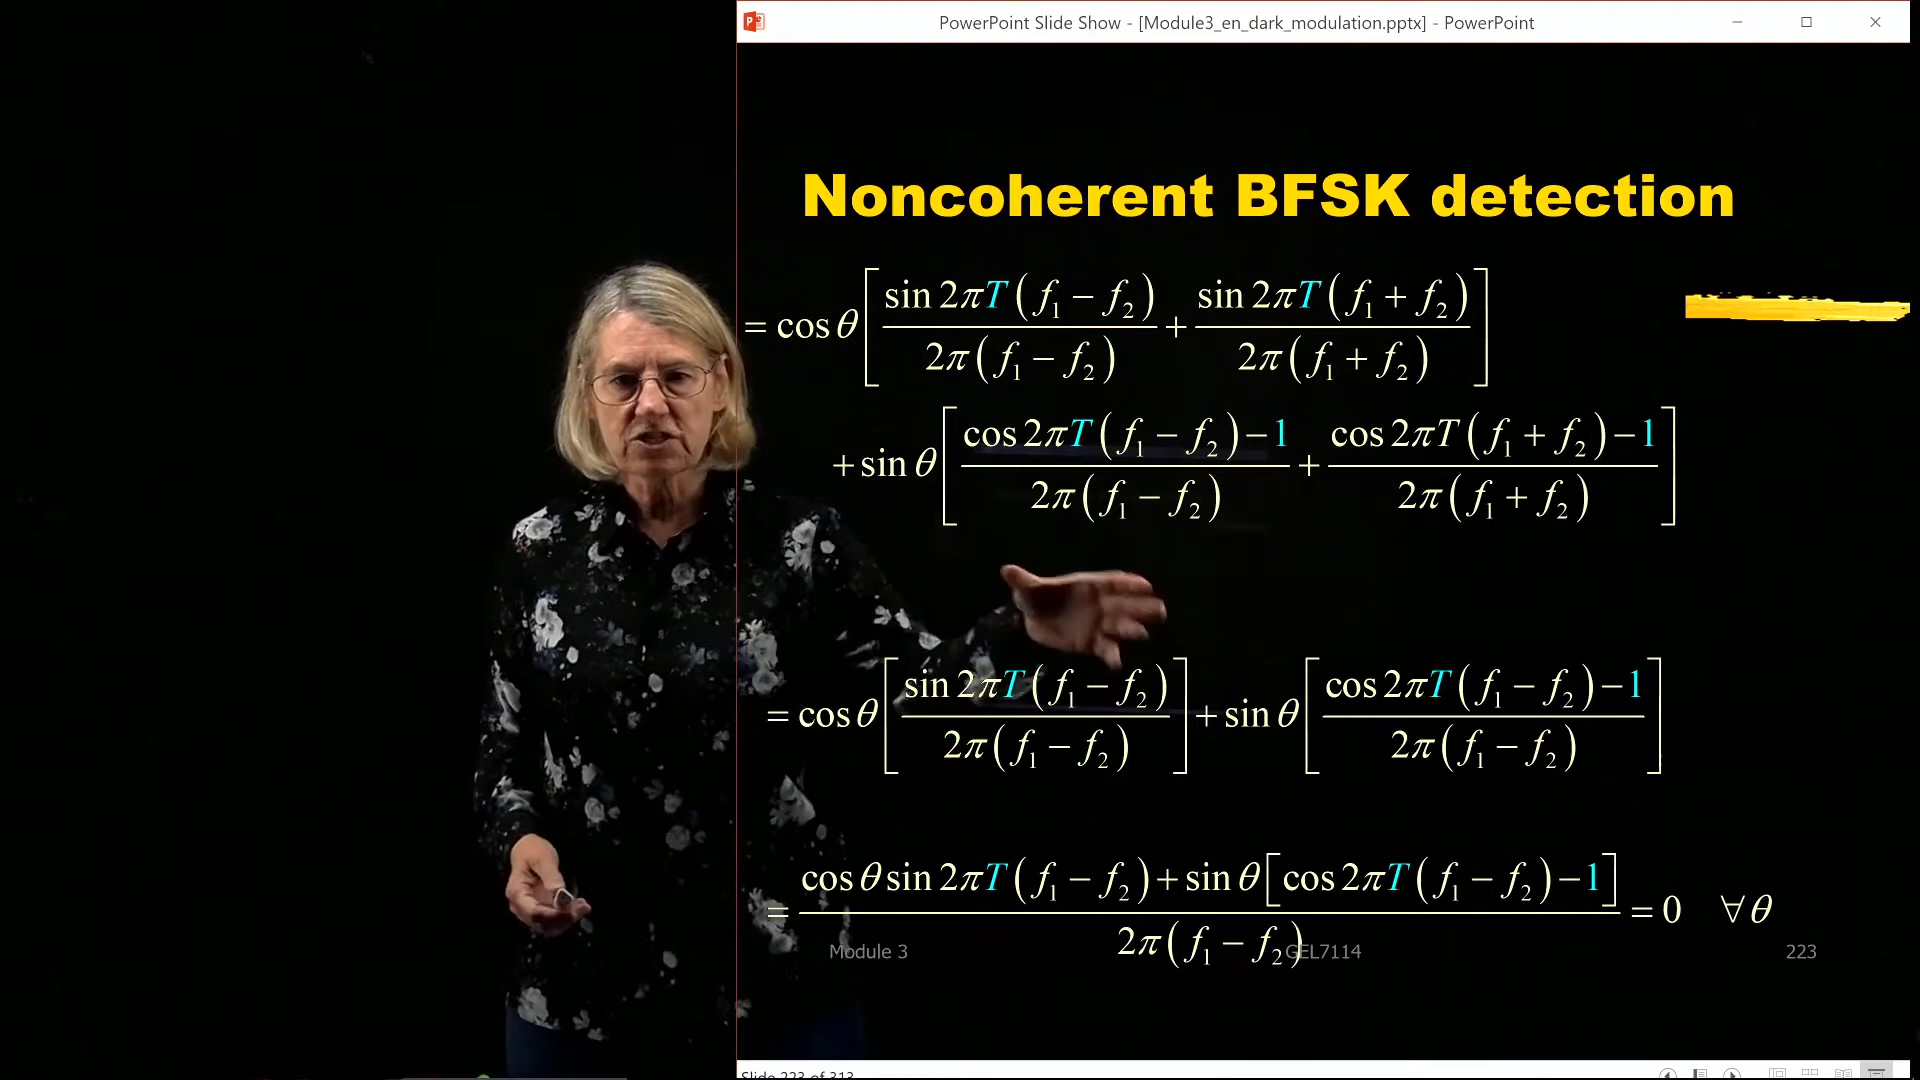 PowerPoint Slide Show - [Module3_en_dark_modulation.pptx] - PowerPoint
Noncoherent BFSK detection
= cos θ [ sin 2πT(f₁ − f₂) / 2π(f₁ − f₂) + sin 2πT(f₁ + f₂) / 2π(f₁ + f₂) ]
+ sin θ [ cos 2πT(f₁ − f₂) − 1 / 2π(f₁ − f₂) + cos 2πT(f₁ + f₂) − 1 / 2π(f₁ + f₂) ]
= cos θ [ sin 2πT(f₁ − f₂) / 2π(f₁ − f₂) ] + sin θ [ cos 2πT(f₁ − f₂) − 1 / 2π(f₁ − f₂) ]
= cos θ sin 2πT(f₁ − f₂) + sin θ [cos 2πT(f₁ − f₂) − 1] / 2π(f₁ − f₂) = 0 ∀θ
Module 3 GEL7114 223
Slide 223 of 313